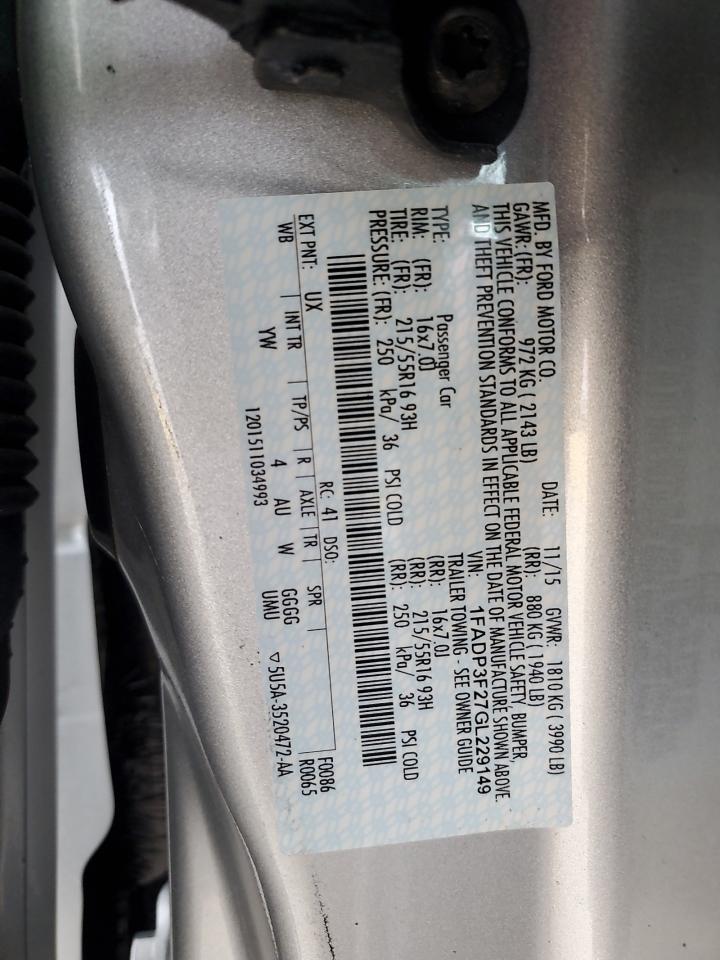 MFD. BY FORD MOTOR CO. DATE: 11/15 GVWR: 1810 KG ( 3990 LB)
GAWR: (FR): 972 KG ( 2143 LB) (RR): 880 KG ( 1940 LB)
THIS VEHICLE CONFORMS TO ALL APPLICABLE FEDERAL MOTOR VEHICLE SAFETY, BUMPER,
AND THEFT PREVENTION STANDARDS IN EFFECT ON THE DATE OF MANUFACTURE SHOWN ABOVE.
VIN: 1FADP3F27GL229149
TYPE: Passenger Car TRAILER TOWING - SEE OWNER GUIDE
RIM: (FR): 16x7.0J (RR): 16x7.0J
TIRE: (FR): 215/55R16 93H (RR): 215/55R16 93H
PRESSURE: (FR): 250 kPa/ 36 PSI COLD (RR): 250 kPa/ 36 PSI COLD
F0086
RC: 41 DSO: R0065
EXT PNT: UX
WB INT TR TP/PS R AXLE TR SPR
YW 4 AU W GGGG
UMU
1201511034993 ▽5U5A-3520472-AA